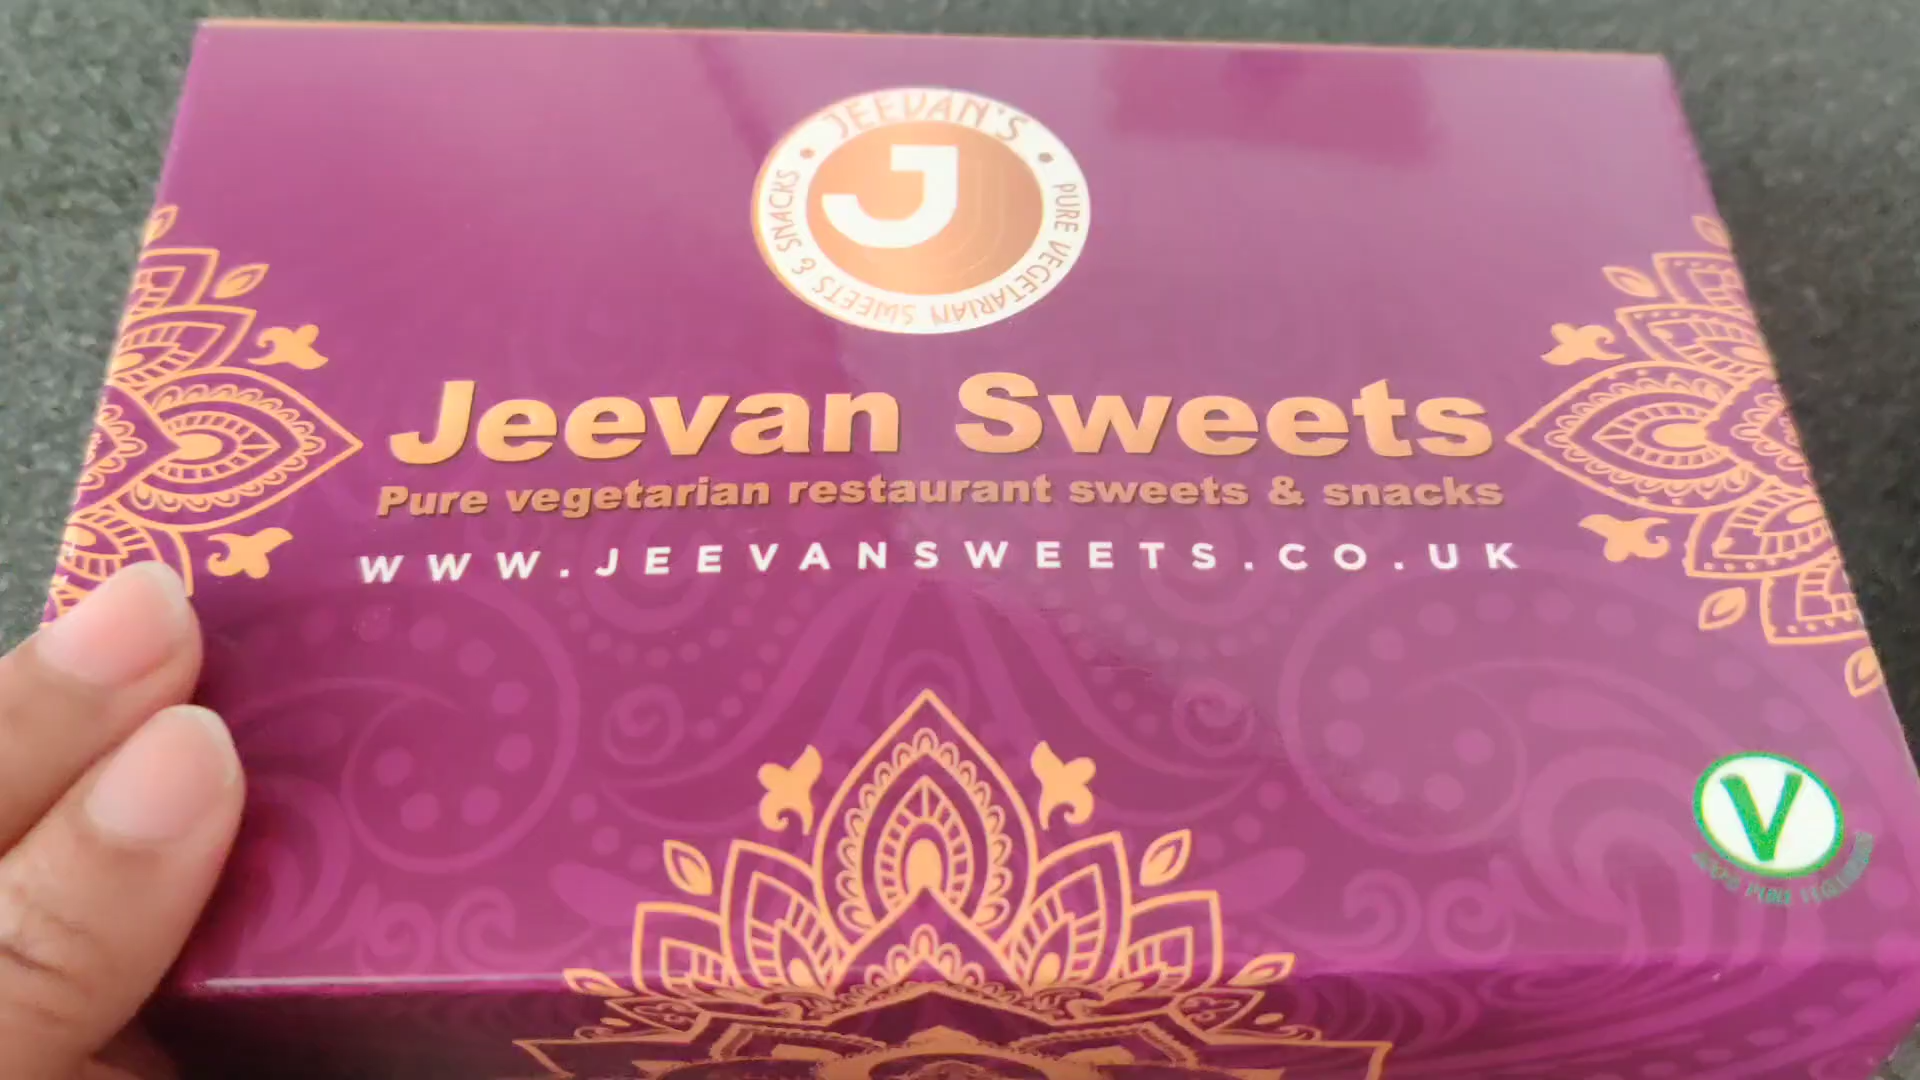 JEEVAN'S
PURE VEGETARIAN SWEETS & SNACKS
J
Jeevan Sweets
Pure vegetarian restaurant sweets & snacks
WWW.JEEVANSWEETS.CO.UK
V